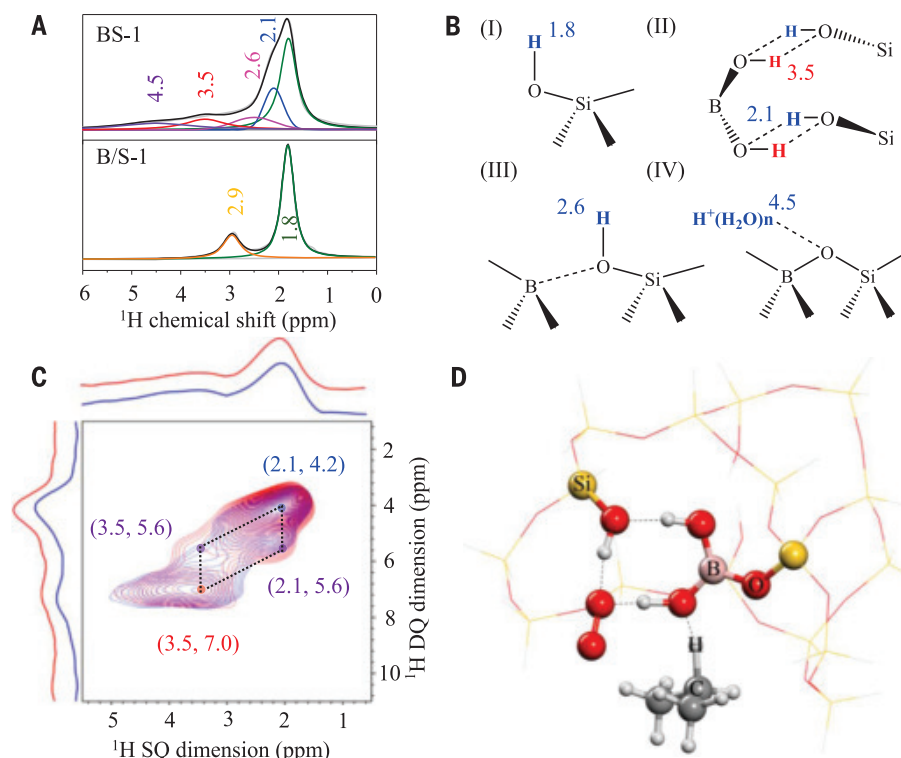 A
BS-1
4.5
3.5
2.6
2.1
B/S-1
2.9
1.8
6 5 4 3 2 1 0
¹H chemical shift (ppm)
B
(I)
H 1.8
O
Si
(II)
H O
Si
O H
3.5
B
2.1
H O
Si
O H
(III)
2.6
H
B O Si
(IV)
4.5
H⁺(H₂O)n
O
B Si
C
(2.1, 4.2)
(3.5, 5.6)
(2.1, 5.6)
(3.5, 7.0)
2
4
6
8
10
¹H DQ dimension (ppm)
5 4 3 2 1
¹H SQ dimension (ppm)
D
Si
B
O
H
C